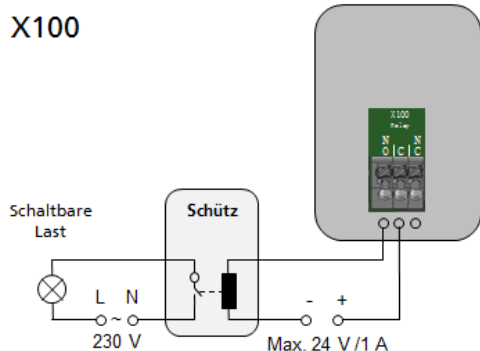 X100
X100
Relay
N N
O | C | C
Schaltbare
Last
Schütz
L N
~
230 V
- +
Max. 24 V /1 A